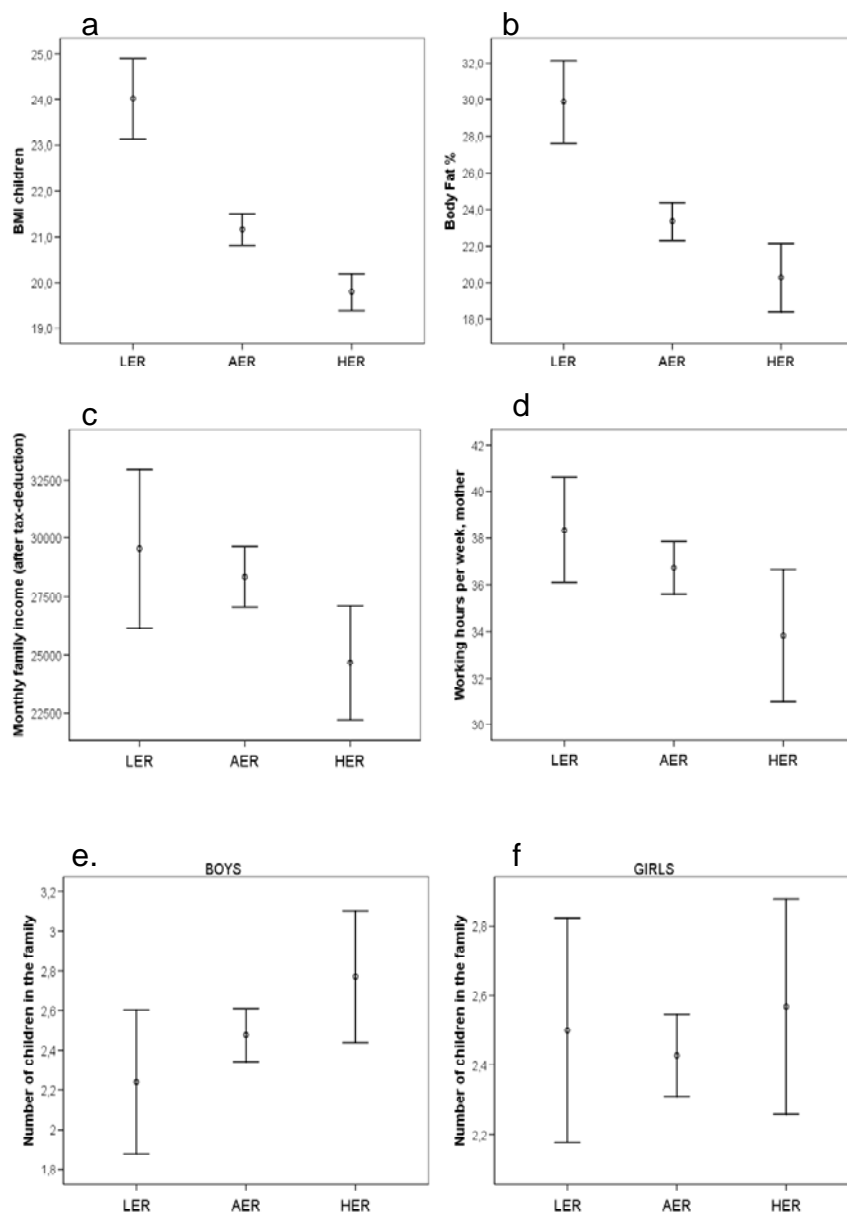 a
BMI children
25,0
24,0
23,0
22,0
21,0
20,0
19,0
LER AER HER
b
Body Fat %
32,0
30,0
28,0
26,0
24,0
22,0
20,0
18,0
LER AER HER
c
Monthly family income (after tax-deduction)
32500
30000
27500
25000
22500
LER AER HER
d
Working hours per week, mother
42
40
38
36
34
32
30
LER AER HER
e.
BOYS
Number of children in the family
3,2
3
2,8
2,6
2,4
2,2
2
1,8
LER AER HER
f
GIRLS
Number of children in the family
2,8
2,6
2,4
2,2
LER AER HER